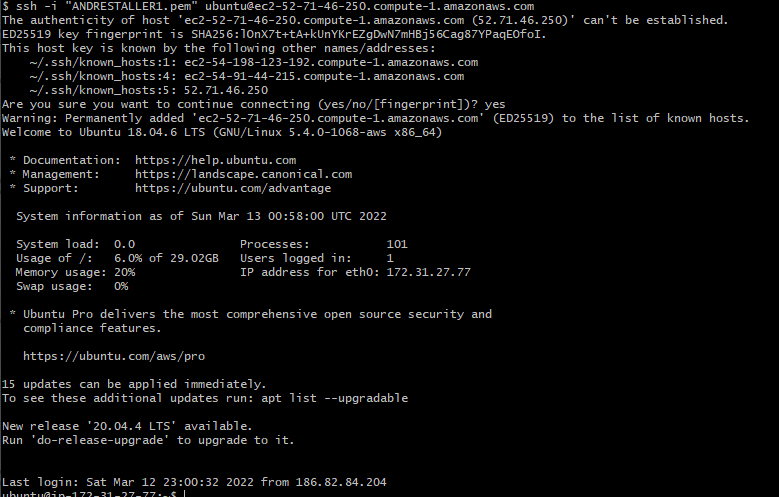 $ ssh -i "ANDRESTALLER1.pem" ubuntu@ec2-52-71-46-250.compute-1.amazonaws.com
The authenticity of host 'ec2-52-71-46-250.compute-1.amazonaws.com (52.71.46.250)' can't be established.
ED25519 key fingerprint is SHA256:lOnX7t+tA+kUnYKrEZgDwN7mHBj56Cag87YPaqEOfoI.
This host key is known by the following other names/addresses:
    ~/.ssh/known_hosts:1: ec2-54-198-123-192.compute-1.amazonaws.com
    ~/.ssh/known_hosts:4: ec2-54-91-44-215.compute-1.amazonaws.com
    ~/.ssh/known_hosts:5: 52.71.46.250
Are you sure you want to continue connecting (yes/no/[fingerprint])? yes
Warning: Permanently added 'ec2-52-71-46-250.compute-1.amazonaws.com' (ED25519) to the list of known hosts.
Welcome to Ubuntu 18.04.6 LTS (GNU/Linux 5.4.0-1068-aws x86_64)

 * Documentation:  https://help.ubuntu.com
 * Management:     https://landscape.canonical.com
 * Support:        https://ubuntu.com/advantage

  System information as of Sun Mar 13 00:58:00 UTC 2022

  System load:  0.0               Processes:           101
  Usage of /:   6.0% of 29.02GB   Users logged in:     1
  Memory usage: 20%               IP address for eth0: 172.31.27.77
  Swap usage:   0%

 * Ubuntu Pro delivers the most comprehensive open source security and
   compliance features.

   https://ubuntu.com/aws/pro

15 updates can be applied immediately.
To see these additional updates run: apt list --upgradable

New release '20.04.4 LTS' available.
Run 'do-release-upgrade' to upgrade to it.


Last login: Sat Mar 12 23:00:32 2022 from 186.82.84.204
ubuntu@ip-172-31-27-77:~$